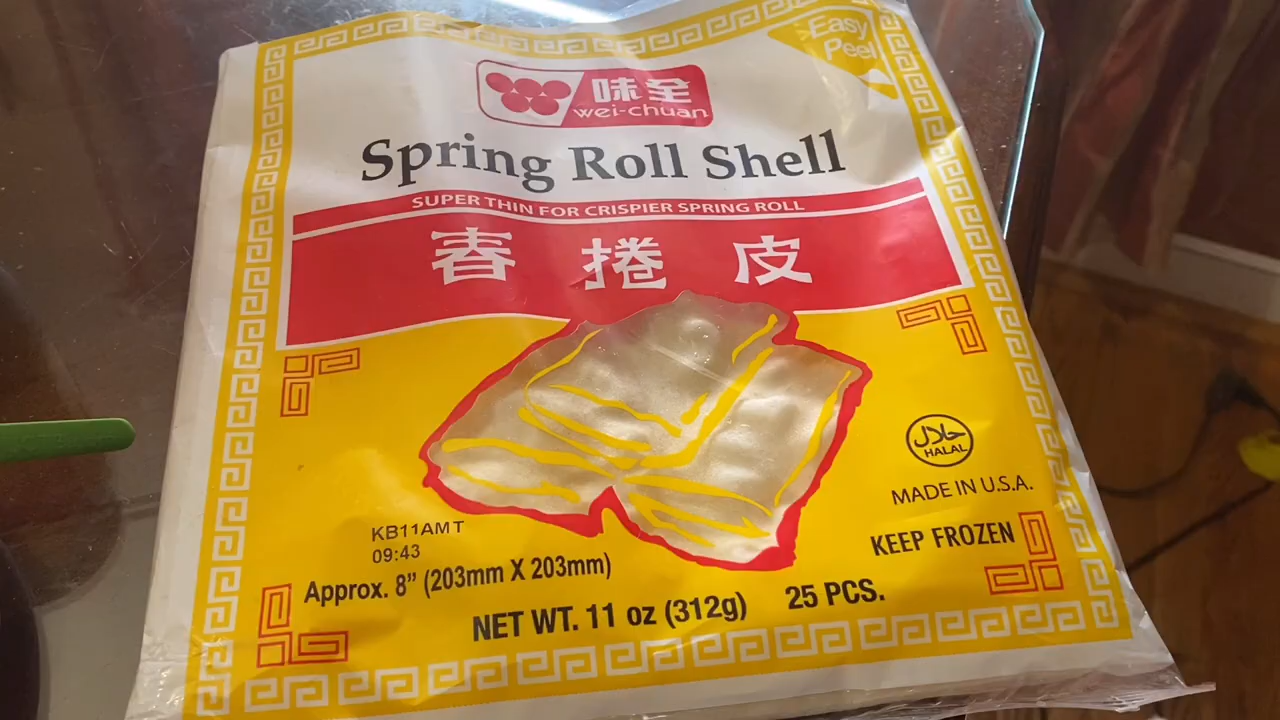 Easy
Peel
味全
wei-chuan
Spring Roll Shell
SUPER THIN FOR CRISPIER SPRING ROLL
春捲皮
حلال
HALAL
MADE IN U.S.A.
KB11AMT
09:43
KEEP FROZEN
Approx. 8” (203mm X 203mm)
NET WT. 11 oz (312g) 25 PCS.